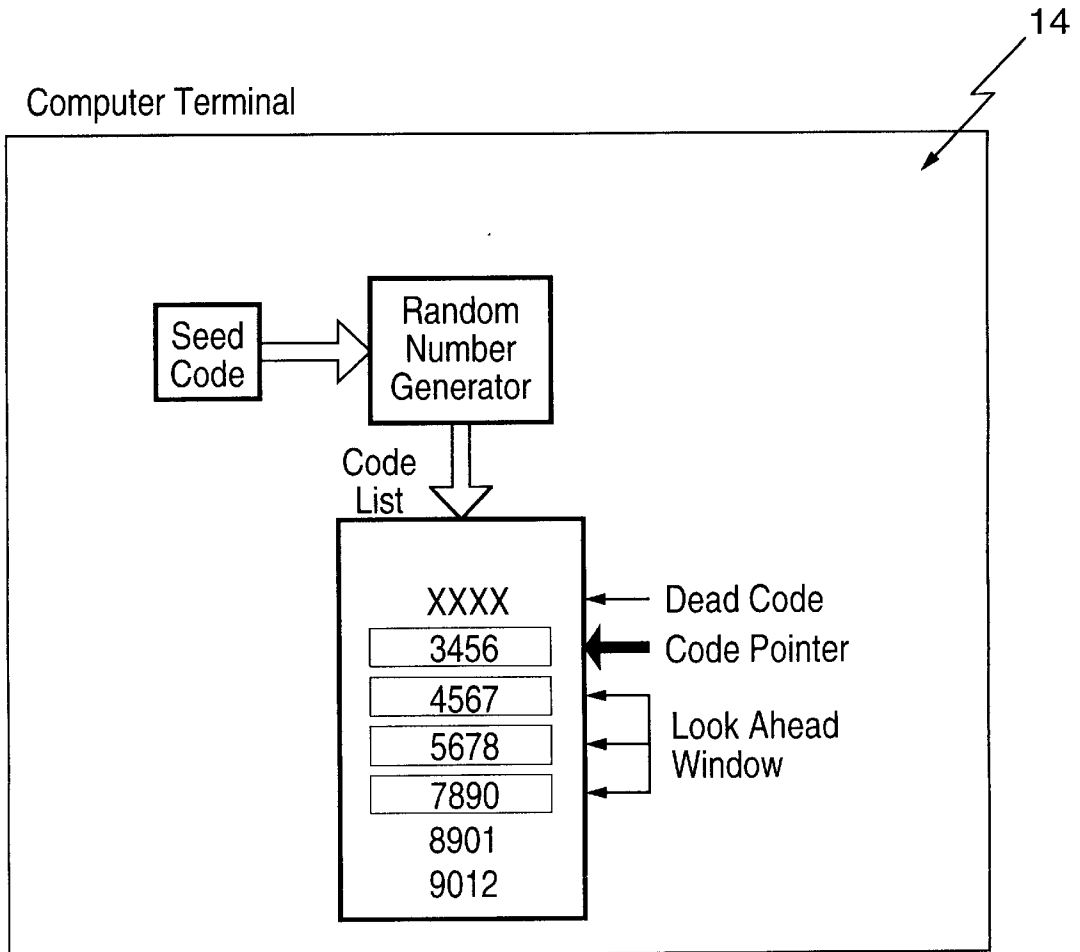 14
Computer Terminal
Seed
Code
Random
Number
Generator
Code
List
XXXX
Dead Code
3456
Code Pointer
4567
5678
Look Ahead
Window
7890
8901
9012